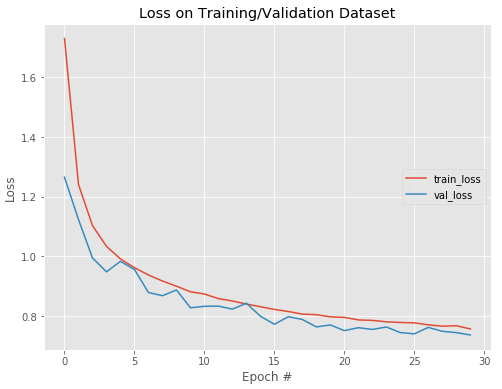 Loss on Training/Validation Dataset
1.6
1.4
1.2
1.0
0.8
Loss
train_loss
val_loss
0 5 10 15 20 25 30
Epoch #